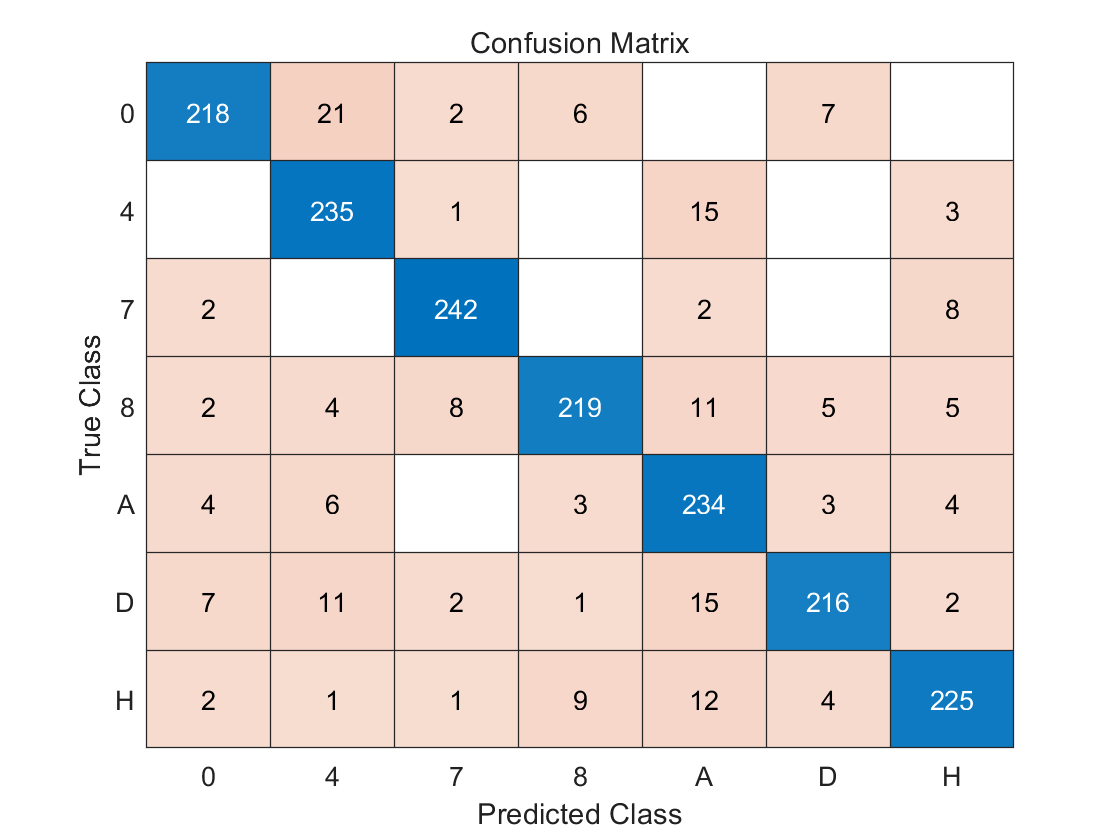 Confusion Matrix
0 218 21 2 6 7
4 235 1 15 3
7 2 242 2 8
8 2 4 8 219 11 5 5
A 4 6 3 234 3 4
D 7 11 2 1 15 216 2
H 2 1 1 9 12 4 225
0 4 7 8 A D H
Predicted Class
True Class